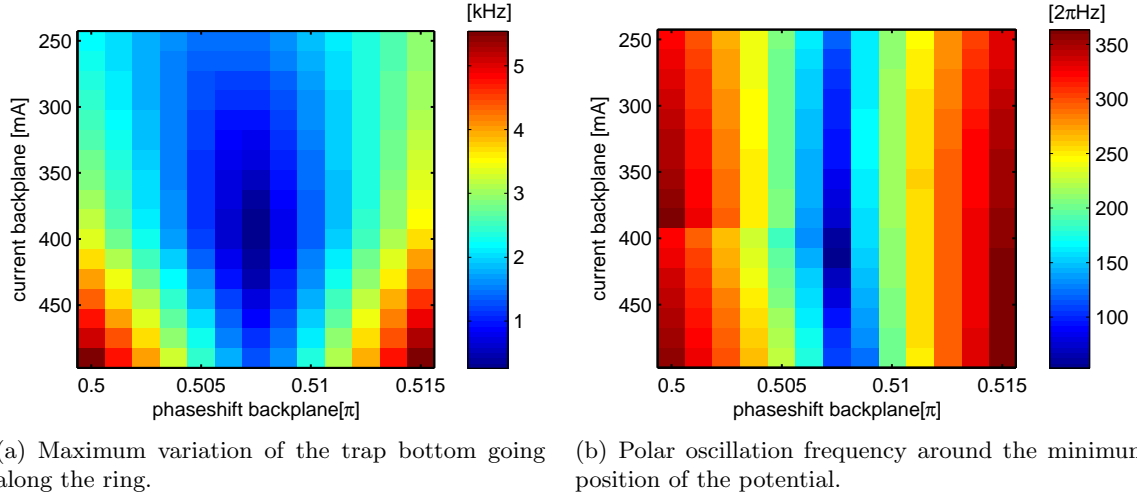 [kHz]
250
300
350
400
450
current backplane [mA]
0.5
0.505
0.51
0.515
phaseshift backplane[π]
5
4
3
2
1
[2πHz]
250
300
350
400
450
current backplane [mA]
0.5
0.505
0.51
0.515
phaseshift backplane[π]
350
300
250
200
150
100
(a) Maximum variation of the trap bottom going
along the ring.
(b) Polar oscillation frequency around the minimum
position of the potential.